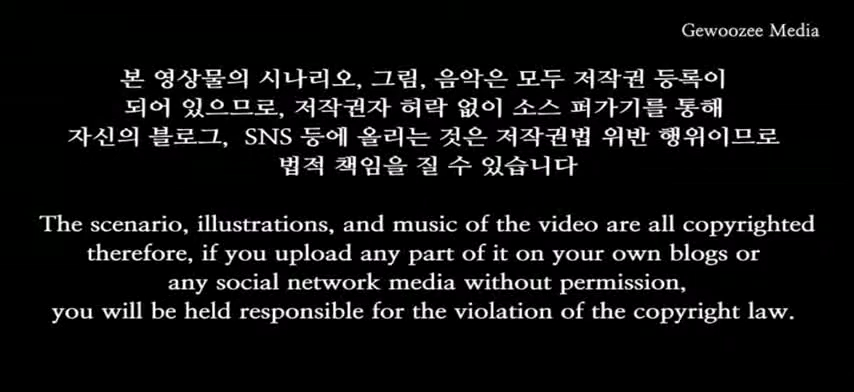 Gewoozee Media
본 영상물의 시나리오, 그림, 음악은 모두 저작권 등록이
되어 있으므로, 저작권자 허락 없이 소스 퍼가기를 통해
자신의 블로그, SNS 등에 올리는 것은 저작권법 위반 행위이므로
법적 책임을 질 수 있습니다
The scenario, illustrations, and music of the video are all copyrighted
therefore, if you upload any part of it on your own blogs or
any social network media without permission,
you will be held responsible for the violation of the copyright law.